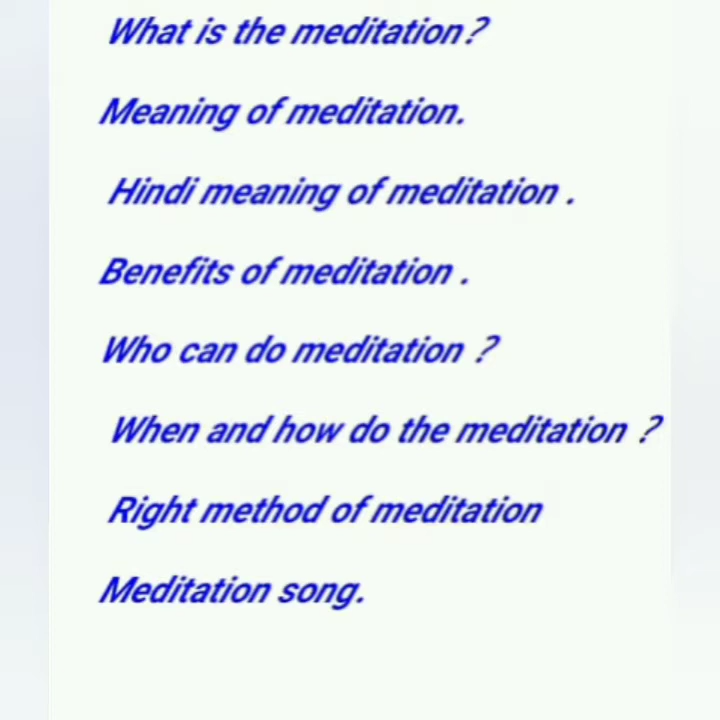 What is the meditation?
Meaning of meditation.
Hindi meaning of meditation .
Benefits of meditation .
Who can do meditation ?
When and how do the meditation ?
Right method of meditation
Meditation song.